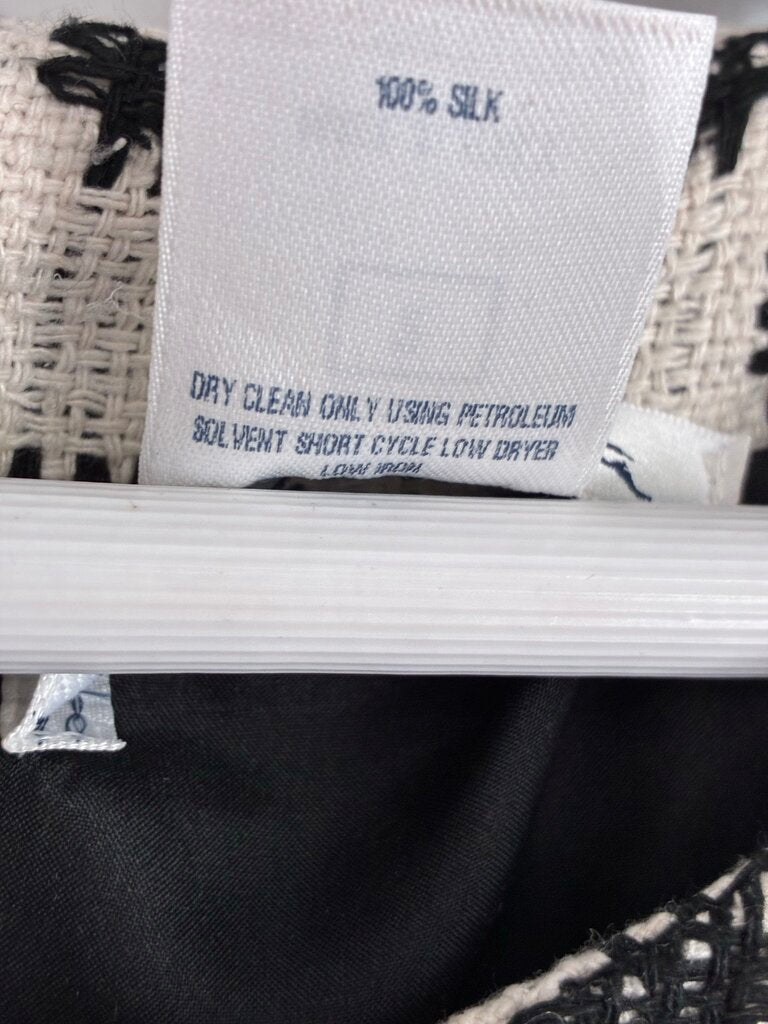 100% SILK
DRY CLEAN ONLY USING PETROLEUM
SOLVENT SHORT CYCLE LOW DRYER
LOW IRON